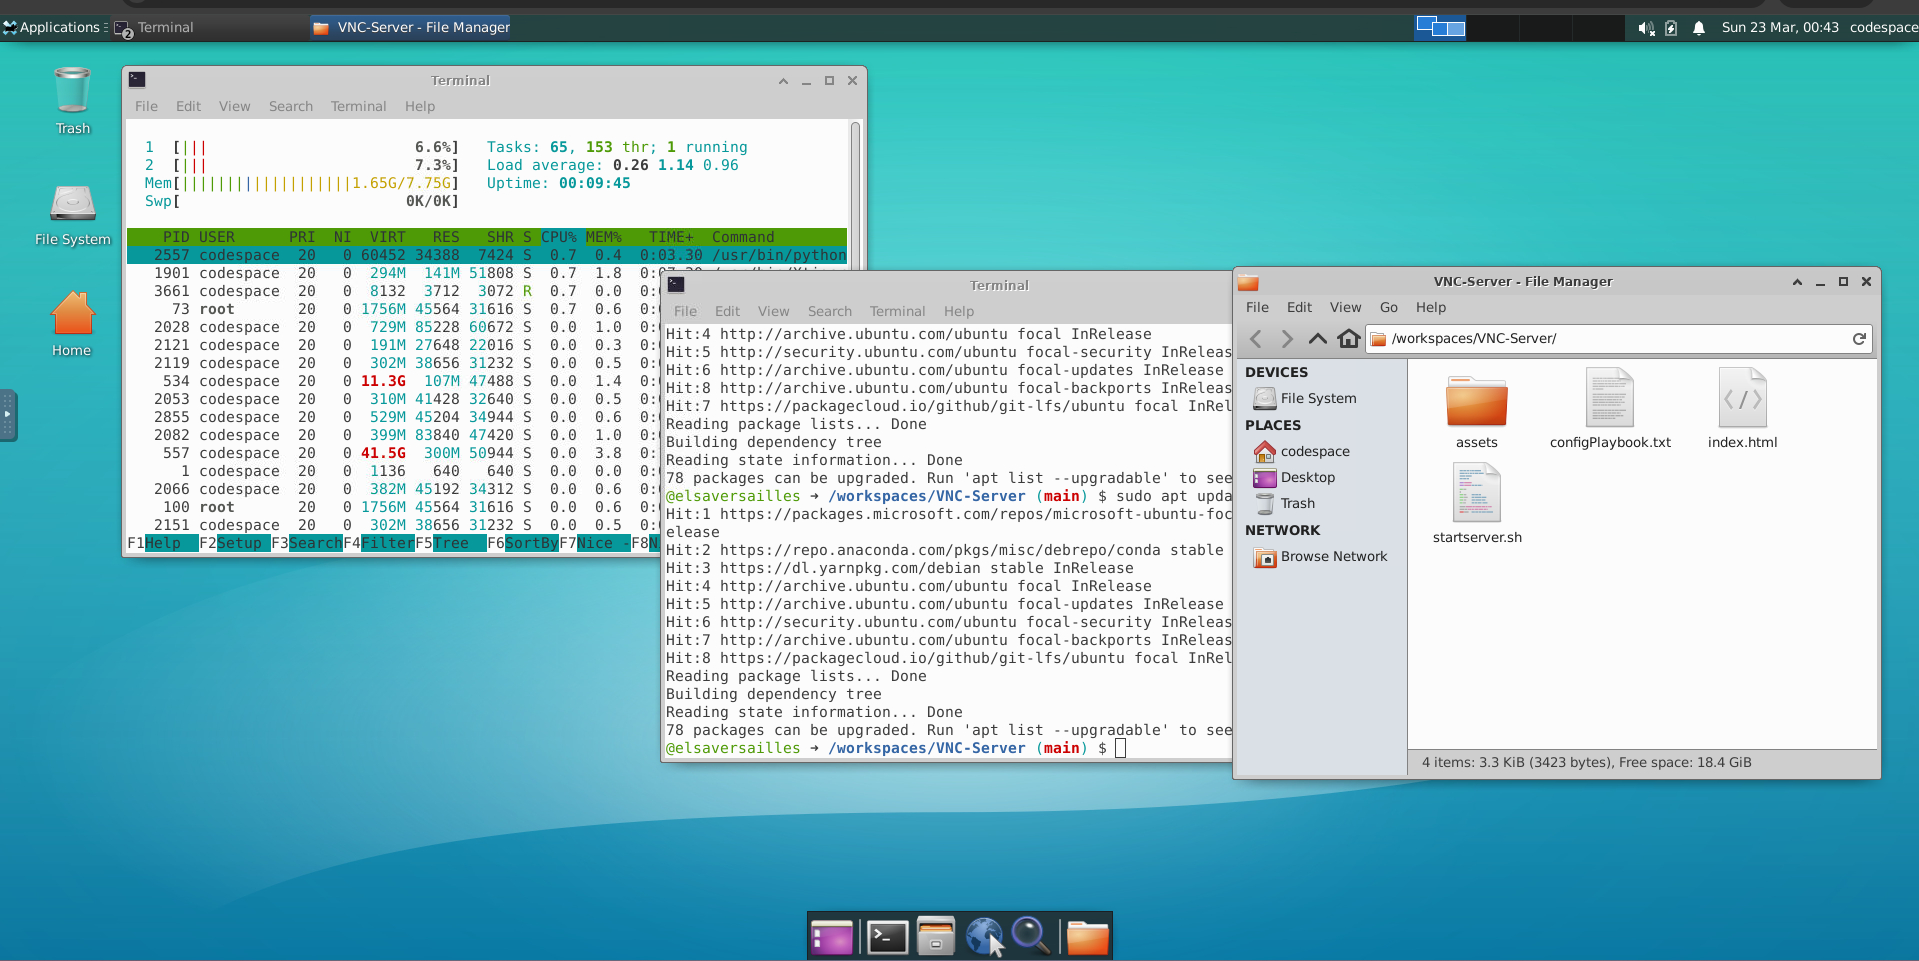 Applications
2
Terminal
VNC-Server - File Manager
Sun 23 Mar, 00:43
codespace
Trash
File System
Home
Terminal
File Edit View Search Terminal Help
1 [||| 6.6%] Tasks: 65, 153 thr; 1 running
2 [||| 7.3%] Load average: 0.26 1.14 0.96
Mem[|||||||||||||||||||1.65G/7.75G] Uptime: 00:09:45
Swp[ 0K/0K]
PID USER PRI NI VIRT RES SHR S CPU% MEM% TIME+ Command
2557 codespace 20 0 60452 34388 7424 S 0.7 0.4 0:03.30 /usr/bin/python
1901 codespace 20 0 294M 141M 51808 S 0.7 1.8
3661 codespace 20 0 8132 3712 3072 R 0.7 0.0 0:
73 root 20 0 1756M 45564 31616 S 0.7 0.6 0:
2028 codespace 20 0 729M 85228 60672 S 0.0 1.0 0:
2121 codespace 20 0 191M 27648 22016 S 0.0 0.3 0:
2119 codespace 20 0 302M 38656 31232 S 0.0 0.5 0:
534 codespace 20 0 11.3G 107M 47488 S 0.0 1.4 0:
2053 codespace 20 0 310M 41428 32640 S 0.0 0.5 0:
2855 codespace 20 0 529M 45204 34944 S 0.0 0.6 0:
2082 codespace 20 0 399M 83840 47420 S 0.0 1.0 0:
557 codespace 20 0 41.5G 300M 50944 S 0.0 3.8 0:
1 codespace 20 0 1136 640 640 S 0.0 0.0 0:
2066 codespace 20 0 382M 45192 34312 S 0.0 0.6 0:
100 root 20 0 1756M 45564 31616 S 0.0 0.6 0:
2151 codespace 20 0 302M 38656 31232 S 0.0 0.5 0:
F1Help F2Setup F3SearchF4FilterF5Tree F6SortByF7Nice -F8N
Terminal
File Edit View Search Terminal Help
Hit:4 http://archive.ubuntu.com/ubuntu focal InRelease
Hit:5 http://security.ubuntu.com/ubuntu focal-security InReleas
Hit:6 http://archive.ubuntu.com/ubuntu focal-updates InRelease
Hit:8 http://archive.ubuntu.com/ubuntu focal-backports InReleas
Hit:7 https://packagecloud.io/github/git-lfs/ubuntu focal InRel
Reading package lists... Done
Building dependency tree
Reading state information... Done
78 packages can be upgraded. Run 'apt list --upgradable' to see
@elsaversailles ➜ /workspaces/VNC-Server (main) $ sudo apt upda
Hit:1 https://packages.microsoft.com/repos/microsoft-ubuntu-foc
elease
Hit:2 https://repo.anaconda.com/pkgs/misc/debrepo/conda stable
Hit:3 https://dl.yarnpkg.com/debian stable InRelease
Hit:4 http://archive.ubuntu.com/ubuntu focal InRelease
Hit:5 http://archive.ubuntu.com/ubuntu focal-updates InRelease
Hit:6 http://security.ubuntu.com/ubuntu focal-security InReleas
Hit:7 http://archive.ubuntu.com/ubuntu focal-backports InReleas
Hit:8 https://packagecloud.io/github/git-lfs/ubuntu focal InRel
Reading package lists... Done
Building dependency tree
Reading state information... Done
78 packages can be upgraded. Run 'apt list --upgradable' to see
@elsaversailles ➜ /workspaces/VNC-Server (main) $
VNC-Server - File Manager
File Edit View Go Help
/workspaces/VNC-Server/
DEVICES
File System
PLACES
codespace
Desktop
Trash
NETWORK
Browse Network
assets
configPlaybook.txt
index.html
startserver.sh
4 items: 3.3 KiB (3423 bytes), Free space: 18.4 GiB